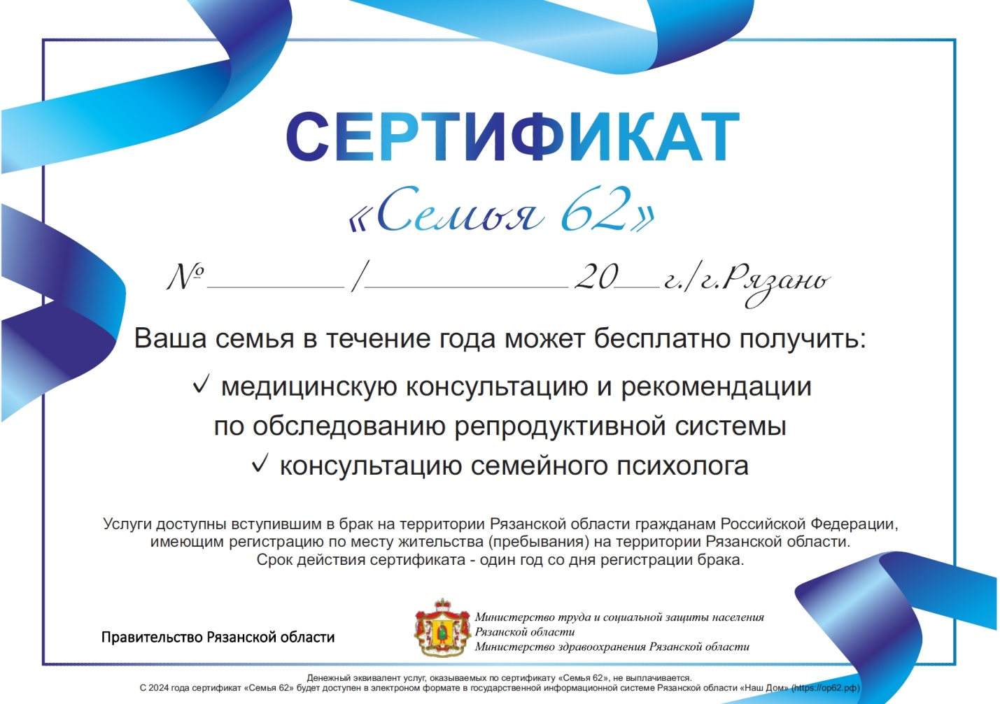 СЕРТИФИКАТ
«Семья 62»
№ __________ /________________ 20____ г./г.Рязань
Ваша семья в течение года может бесплатно получить:
✓ медицинскую консультацию и рекомендации
по обследованию репродуктивной системы
✓ консультацию семейного психолога
Услуги доступны вступившим в брак на территории Рязанской области гражданам Российской Федерации,
имеющим регистрацию по месту жительства (пребывания) на территории Рязанской области.
Срок действия сертификата - один год со дня регистрации брака.
Правительство Рязанской области
Министерство труда и социальной защиты населения
Рязанской области
Министерство здравоохранения Рязанской области
Денежный эквивалент услуг, оказываемых по сертификату «Семья 62», не выплачивается.
С 2024 года сертификат «Семья 62» будет доступен в электроном формате в государственной информационной системе Рязанской области «Наш Дом» (https://ор62.рф)